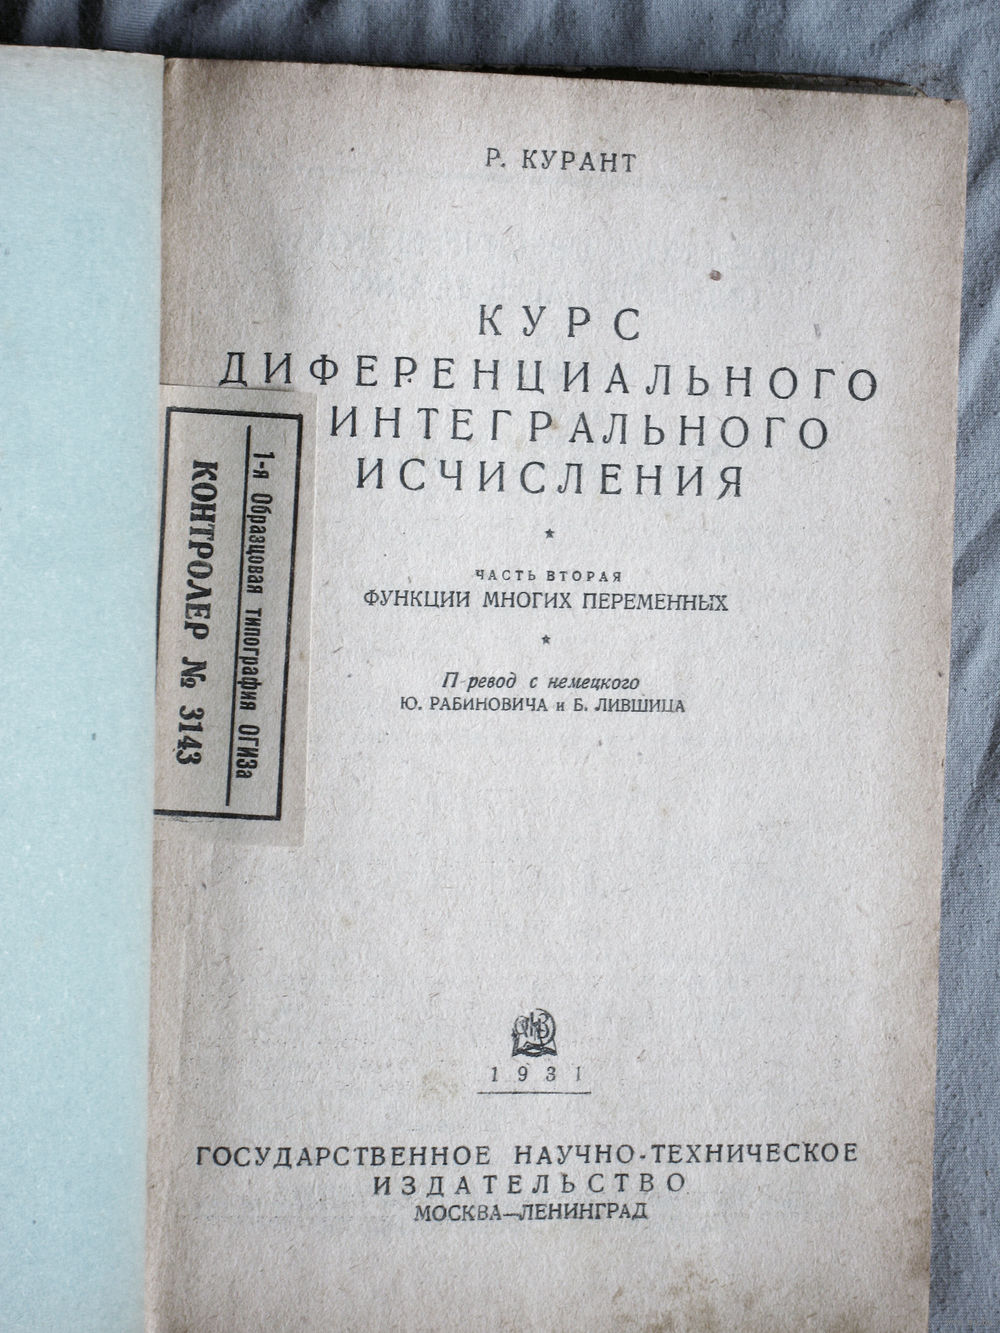 Р. КУРАНТ
КУРС
ДИФЕРЕНЦИАЛЬНОГО
ИНТЕГРАЛЬНОГО
ИСЧИСЛЕНИЯ
ЧАСТЬ ВТОРАЯ
ФУНКЦИИ МНОГИХ ПЕРЕМЕННЫХ
П ревод с немецкого
Ю. РАБИНОВИЧА и Б. ЛИВШИЦА
1931
ГОСУДАРСТВЕННОЕ НАУЧНО-ТЕХНИЧЕСКОЕ
ИЗДАТЕЛЬСТВО
МОСКВА—ЛЕНИНГРАД
1-я Образцовая типография ОГИЗа
КОНТРОЛЕР № 3143